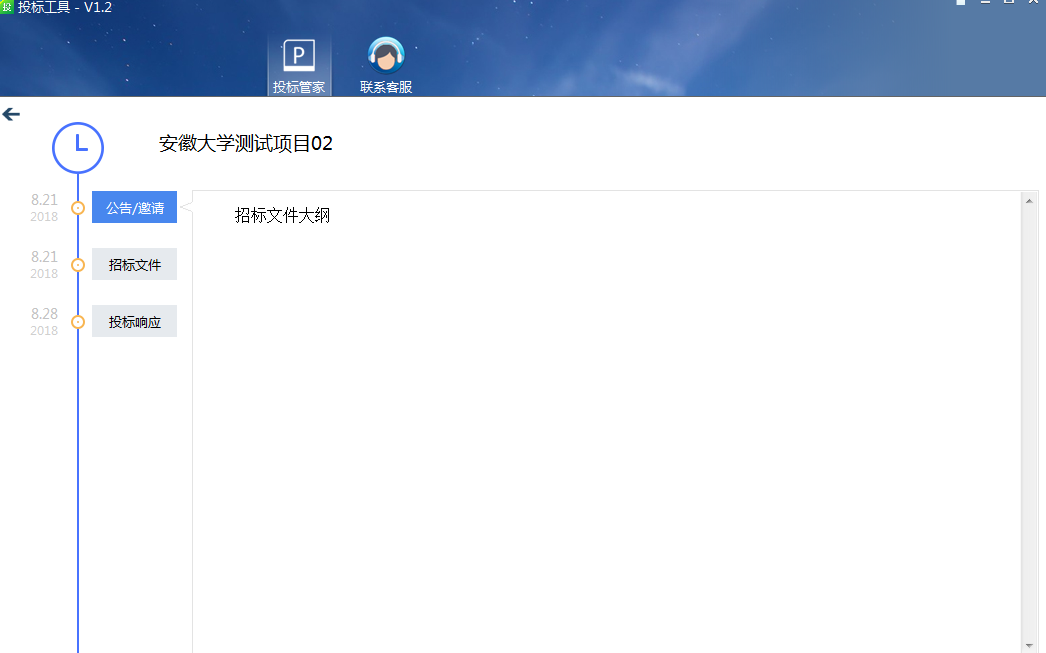 投 投标工具 - V1.2
P
投标管家
联系客服
安徽大学测试项目02
8.21
2018
公告/邀请
招标文件大纲
8.21
2018
招标文件
8.28
2018
投标响应